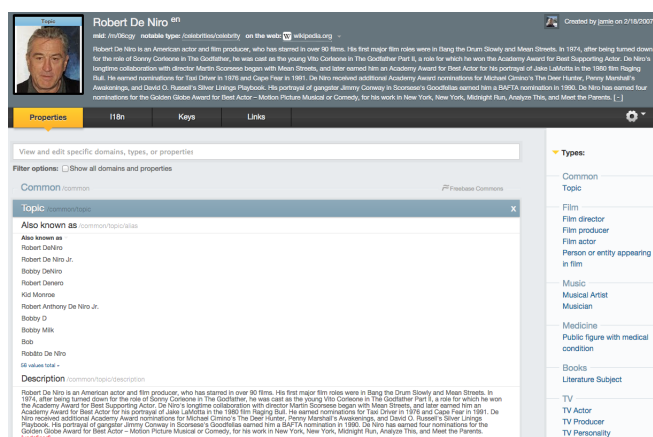 Topic
Robert De Niro en
mid: /m/06cgy notable type: /celebrities/celebrity on the web: W wikipedia.org
Created by jamie on 2/18/2007
Robert De Niro is an American actor and film producer, who has starred in over 90 films. His first major film roles were in Bang the Drum Slowly and Mean Streets. In 1974, after being turned down
for the role of Sonny Corleone in The Godfather, he was cast as the young Vito Corleone in The Godfather Part II, a role for which he won the Academy Award for Best Supporting Actor. De Niro's
longtime collaboration with director Martin Scorsese began with Mean Streets, and later earned him an Academy Award for Best Actor for his portrayal of Jake LaMotta in the 1980 film Raging
Bull. He earned nominations for Taxi Driver in 1976 and Cape Fear in 1991. De Niro received additional Academy Award nominations for Michael Cimino's The Deer Hunter, Penny Marshall's
Awakenings, and David O. Russell's Silver Linings Playbook. His portrayal of gangster Jimmy Conway in Scorsese's Goodfellas earned him a BAFTA nomination in 1990. De Niro has earned four
nominations for the Golden Globe Award for Best Actor – Motion Picture Musical or Comedy, for his work in New York, New York, Midnight Run, Analyze This, and Meet the Parents. [-]
Properties
I18n
Keys
Links
View and edit specific domains, types, or properties
Filter options: Show all domains and properties
Common /common
Freebase Commons
Topic /common/topic
x
Also known as /common/topic/alias
Also known as
Robert DeNiro
Robert De Niro Jr.
Bobby DeNiro
Robert Denero
Kid Monroe
Robert Anthony De Niro Jr.
Bobby D
Bobby Milk
Bob
Robâto De Niro
56 values total »
Description /common/topic/description
Robert De Niro is an American actor and film producer, who has starred in over 90 films. His first major film roles were in Bang the Drum Slowly and Mean Streets. In
1974, after being turned down for the role of Sonny Corleone in The Godfather, he was cast as the young Vito Corleone in The Godfather Part II, a role for which he won
the Academy Award for Best Supporting Actor. De Niro's longtime collaboration with director Martin Scorsese began with Mean Streets, and later earned him an
Academy Award for Best Actor for his portrayal of Jake LaMotta in the 1980 film Raging Bull. He earned nominations for Taxi Driver in 1976 and Cape Fear in 1991. De
Niro received additional Academy Award nominations for Michael Cimino's The Deer Hunter, Penny Marshall's Awakenings, and David O. Russell's Silver Linings
Playbook. His portrayal of gangster Jimmy Conway in Scorsese's Goodfellas earned him a BAFTA nomination in 1990. De Niro has earned four nominations for the
Golden Globe Award for Best Actor – Motion Picture Musical or Comedy, for his work in New York, New York, Midnight Run, Analyze This, and Meet the Parents.
Types:
Common
Topic
Film
Film director
Film producer
Film actor
Person or entity appearing
in film
Music
Musical Artist
Musician
Medicine
Public figure with medical
condition
Books
Literature Subject
TV
TV Actor
TV Producer
TV Personality